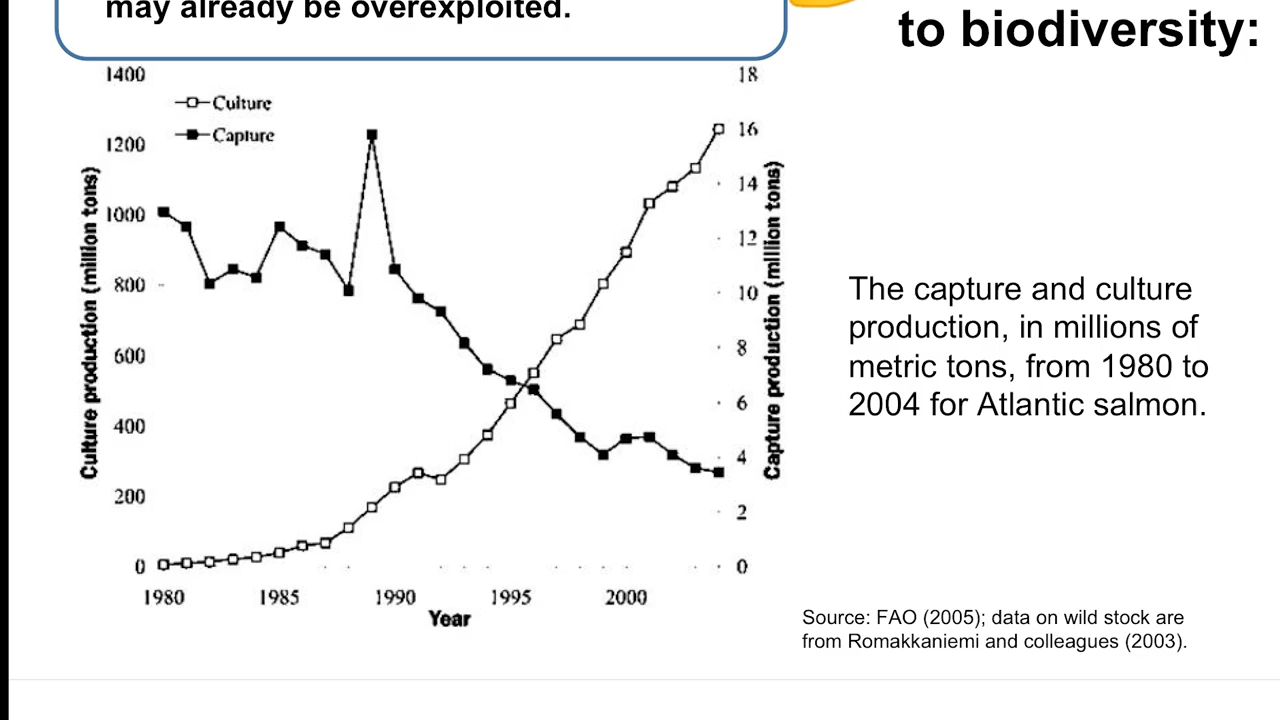 may already be overexploited.
to biodiversity:
1400
1200
1000
800
600
400
200
0
Culture production (million tons)
Culture
Capture
18
16
14
12
10
8
6
4
2
0
Capture production (million tons)
1980 1985 1990 1995 2000
Year
The capture and culture
production, in millions of
metric tons, from 1980 to
2004 for Atlantic salmon.
Source: FAO (2005); data on wild stock are
from Romakkaniemi and colleagues (2003).